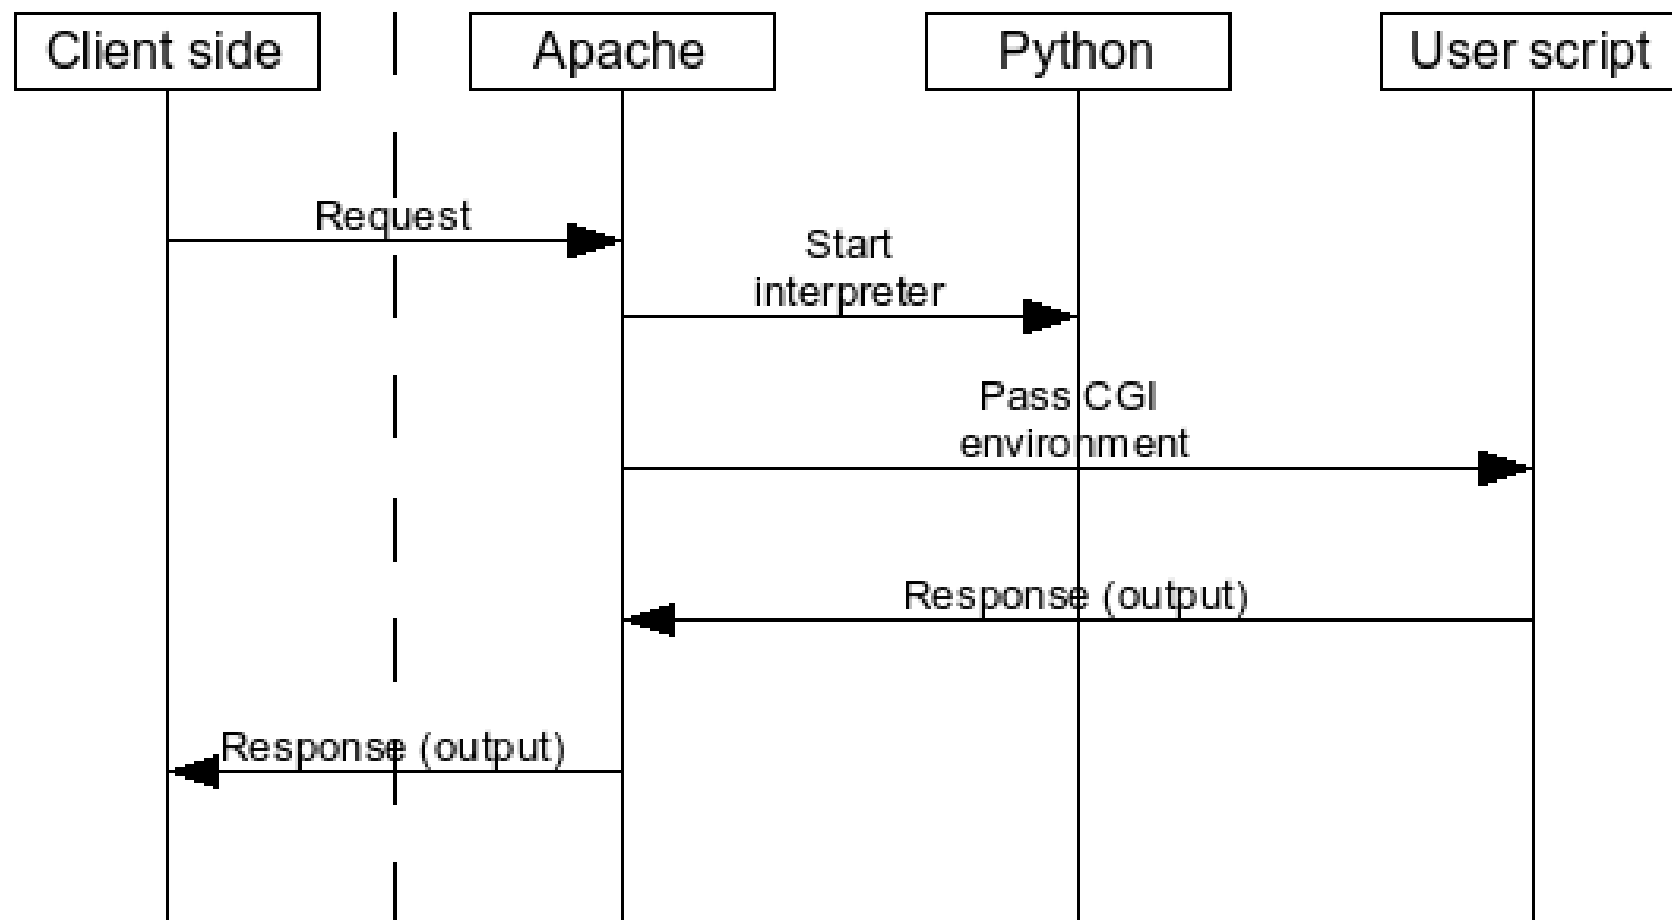 Client side
Apache
Python
User script
Request
Start
interpreter
Pass CGI
environment
Response (output)
Response (output)